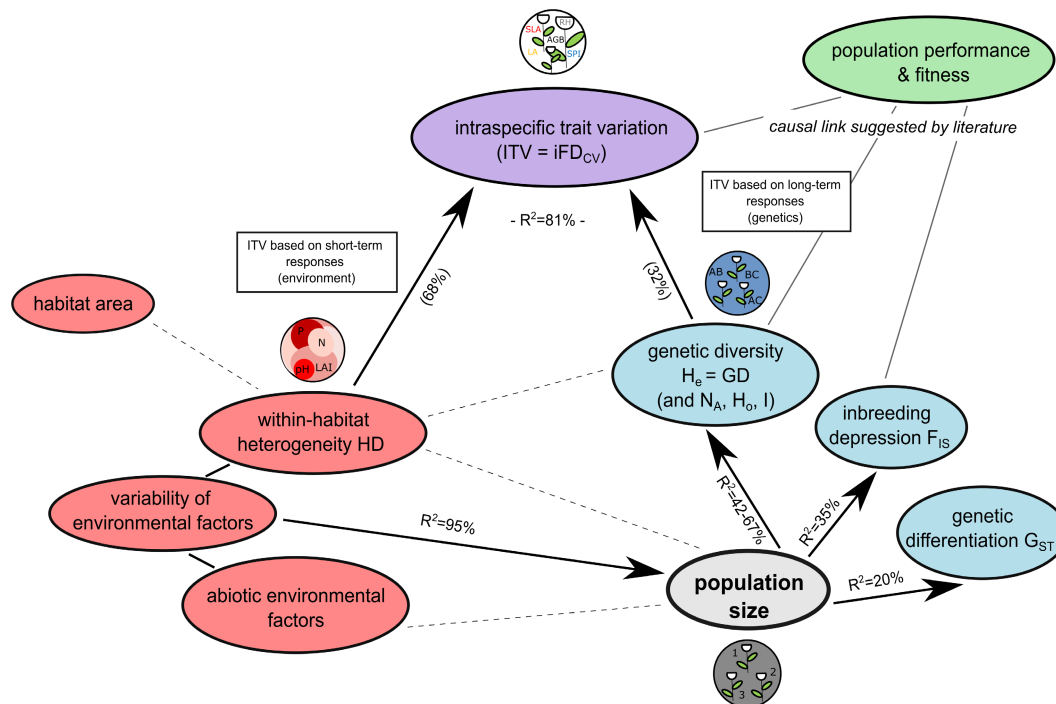 SLA
RH
AGB
LA
SPI
population performance
& fitness
intraspecific trait variation
(ITV = iFD_CV)
causal link suggested by literature
- R²=81% -
ITV based on long-term
responses
(genetics)
ITV based on short-term
responses
(environment)
(68%)
(32%)
AB
BC
AC
habitat area
P
N
pH
LAI
genetic diversity
H_e = GD
(and N_A, H_o, I)
within-habitat
heterogeneity HD
inbreeding
depression F_IS
variability of
environmental factors
R²=95%
R²=42-67%
R²=35%
genetic
differentiation G_ST
abiotic environmental
factors
population
size
R²=20%
1
2
3